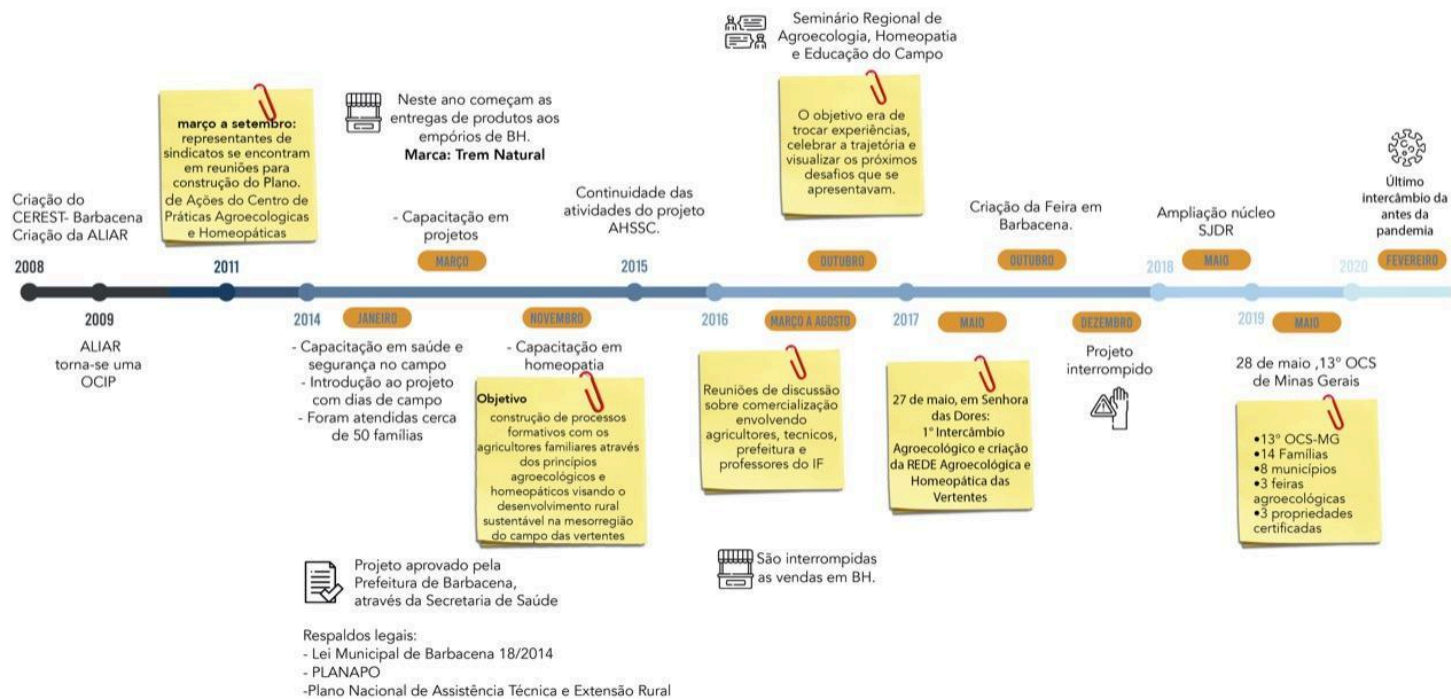 Criação do
CEREST- Barbacena
Criação da ALIAR
2008
2009
ALIAR
torna-se uma
OCIP
março a setembro:
representantes de
sindicatos se encontram
em reuniões para
construção do Plano.
de Ações do Centro de
Práticas Agroecologicas
e Homeopáticas
2011
Neste ano começam as
entregas de produtos aos
empórios de BH.
Marca: Trem Natural
- Capacitação em
projetos
MARÇO
2014
JANEIRO
- Capacitação em saúde e
segurança no campo
- Introdução ao projeto
com dias de campo
- Foram atendidas cerca
de 50 famílias
NOVEMBRO
- Capacitação em
homeopatia
Objetivo
construção de processos
formativos com os
agricultores familiares através
dos princípios
agroecológicos e
homeopáticos visando o
desenvolvimento rural
sustentável na mesorregião
do campo das vertentes
Projeto aprovado pela
Prefeitura de Barbacena,
através da Secretaria de Saúde
Respaldos legais:
- Lei Municipal de Barbacena 18/2014
- PLANAPO
-Plano Nacional de Assistência Técnica e Extensão Rural
Continuidade das
atividades do projeto
AHSSC.
2015
Seminário Regional de
Agroecologia, Homeopatia
e Educação do Campo
O objetivo era de
trocar experiências,
celebrar a trajetória e
visualizar os próximos
desafios que se
apresentavam.
OUTUBRO
2016
MARÇO A AGOSTO
Reuniões de discussão
sobre comercialização
envolvendo
agricultores, tecnicos,
prefeitura e
professores do IF
São interrompidas
as vendas em BH.
Criação da Feira em
Barbacena.
OUTUBRO
2017
MAIO
27 de maio, em Senhora
das Dores:
1° Intercâmbio
Agroecológico e criação
da REDE Agroecológica e
Homeopática das
Vertentes
DEZEMBRO
Projeto
interrompido
2018
Ampliação núcleo
SJDR
MAIO
2019
MAIO
28 de maio ,13° OCS
de Minas Gerais
•13° OCS-MG
•14 Famílias
•8 municípios
•3 feiras
agroecológicas
•3 propriedades
certificadas
Último
intercâmbio da
antes da
pandemia
2020
FEVEREIRO